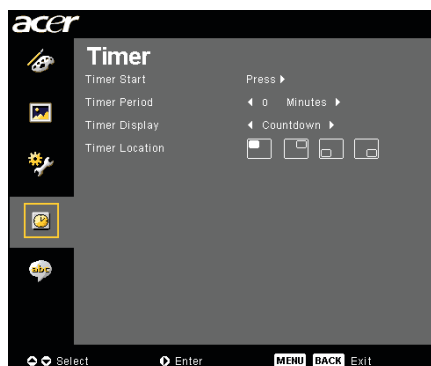 acer
Timer
Timer Start Press
Timer Period 0 Minutes
Timer Display Countdown
Timer Location
abc
Select Enter MENU BACK Exit